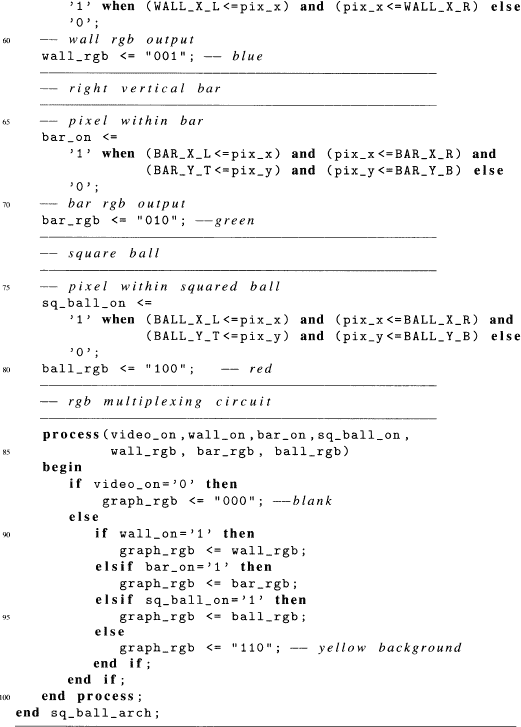 '1' when (WALL_X_L<=pix_x) and (pix_x<=WALL_X_R) else
'0';
60 -- wall rgb output
wall_rgb <= "001"; -- blue
-- right vertical bar
65 -- pixel within bar
bar_on <=
'1' when (BAR_X_L<=pix_x) and (pix_x<=BAR_X_R) and
(BAR_Y_T<=pix_y) and (pix_y<=BAR_Y_B) else
'0';
70 -- bar rgb output
bar_rgb <= "010"; --green
-- square ball
75 -- pixel within squared ball
sq_ball_on <=
'1' when (BALL_X_L<=pix_x) and (pix_x<=BALL_X_R) and
(BALL_Y_T<=pix_y) and (pix_y<=BALL_Y_B) else
'0';
80 ball_rgb <= "100"; -- red
-- rgb multiplexing circuit
process(video_on,wall_on,bar_on,sq_ball_on,
85 wall_rgb, bar_rgb, ball_rgb)
begin
if video_on='0' then
graph_rgb <= "000"; --blank
else
90 if wall_on='1' then
graph_rgb <= wall_rgb;
elsif bar_on='1' then
graph_rgb <= bar_rgb;
elsif sq_ball_on='1' then
95 graph_rgb <= ball_rgb;
else
graph_rgb <= "110"; -- yellow background
end if;
end if;
100 end process;
end sq_ball_arch;